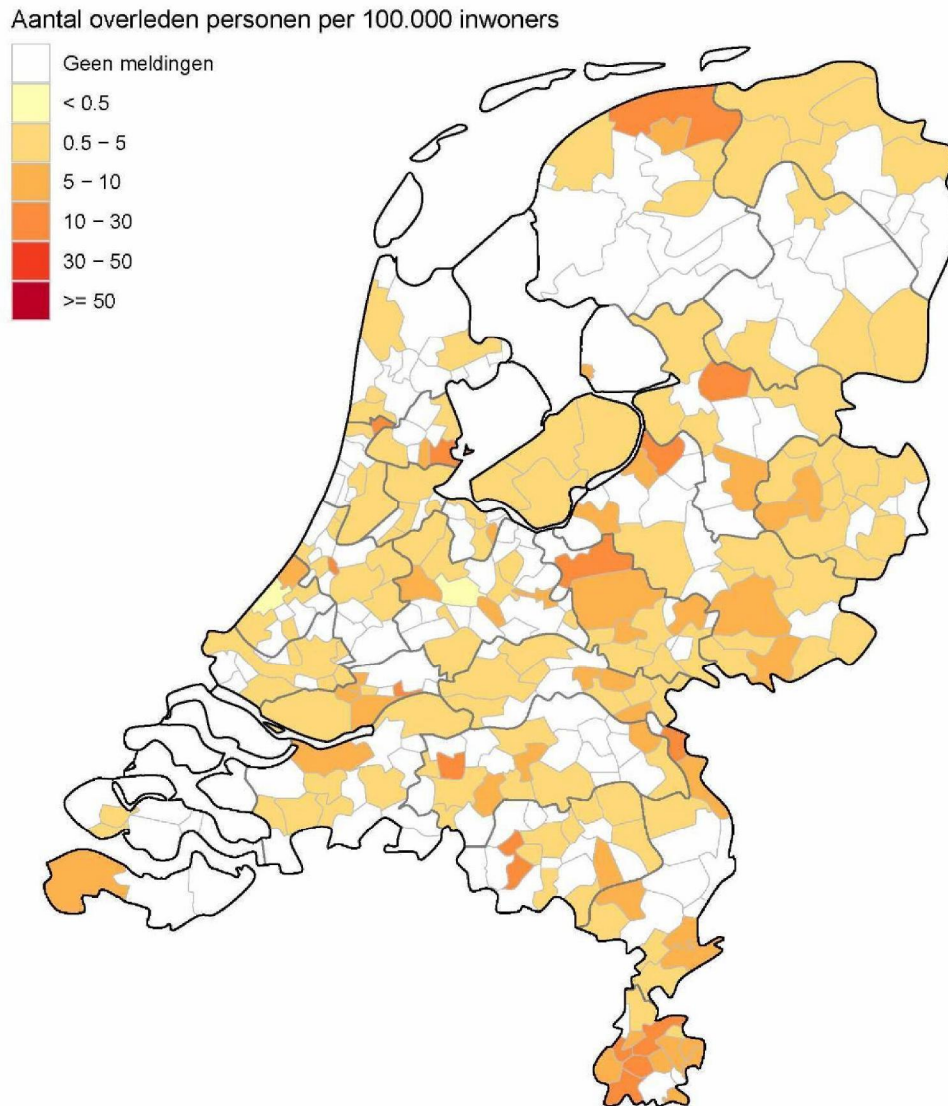 Aantal overleden personen per 100.000 inwoners
Geen meldingen
< 0.5
0.5 − 5
5 − 10
10 − 30
30 − 50
>= 50